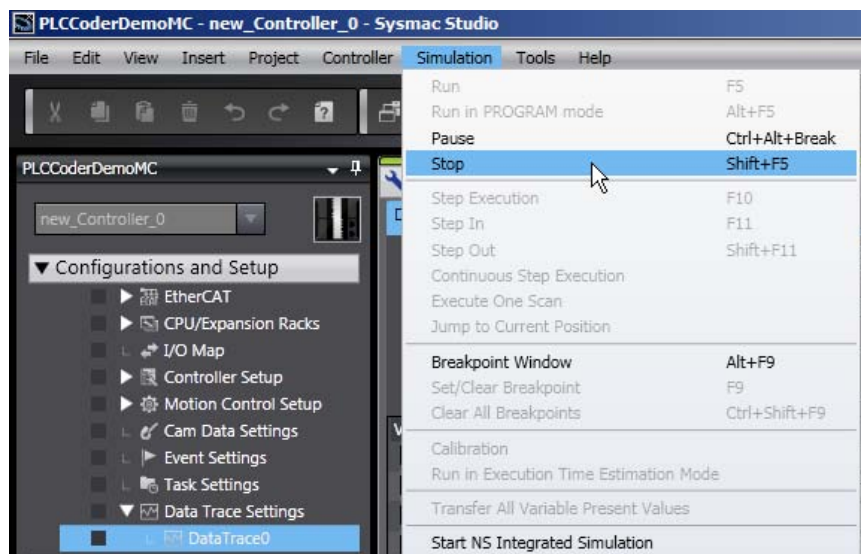 PLCCoderDemoMC - new_Controller_0 - Sysmac Studio
File Edit View Insert Project Controller Simulation Tools Help
PLCCoderDemoMC
new_Controller_0
Configurations and Setup
EtherCAT
CPU/Expansion Racks
I/O Map
Controller Setup
Motion Control Setup
Cam Data Settings
Event Settings
Task Settings
Data Trace Settings
DataTrace0
Run F5
Run in PROGRAM mode Alt+F5
Pause Ctrl+Alt+Break
Stop Shift+F5
Step Execution F10
Step In F11
Step Out Shift+F11
Continuous Step Execution
Execute One Scan
Jump to Current Position
Breakpoint Window Alt+F9
Set/Clear Breakpoint F9
Clear All Breakpoints Ctrl+Shift+F9
Calibration
Run in Execution Time Estimation Mode
Transfer All Variable Present Values
Start NS Integrated Simulation